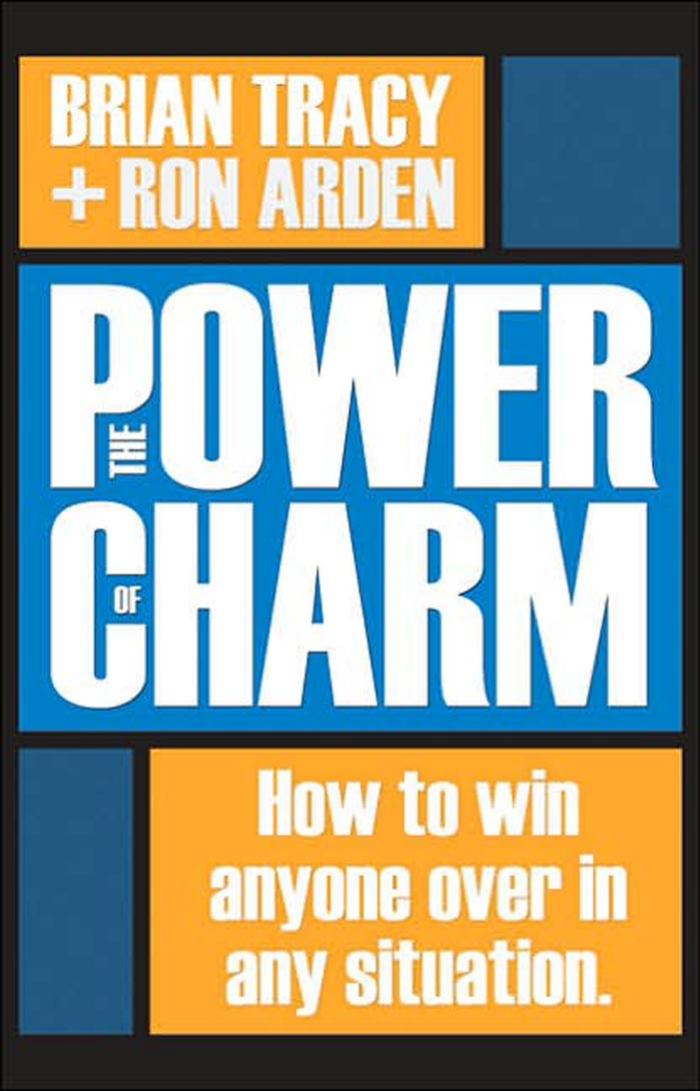 BRIAN TRACY
+ RON ARDEN
THE POWER
OF CHARM
How to win
anyone over in
any situation.